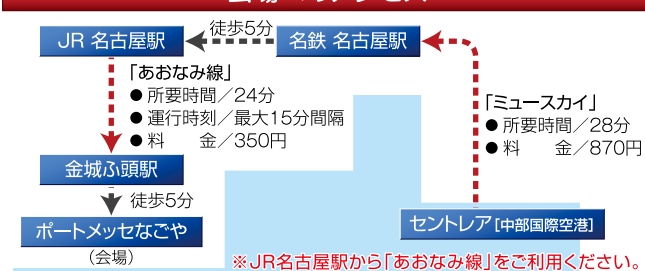 徒歩5分
JR 名古屋駅
名鉄 名古屋駅
「あおなみ線」
● 所要時間／24分
● 運行時刻／最大15分間隔
● 料　　金／350円
「ミュースカイ」
● 所要時間／28分
● 料　　金／870円
金城ふ頭駅
徒歩5分
ポートメッセなごや
（会場）
セントレア［中部国際空港］
※JR名古屋駅から「あおなみ線」をご利用ください。